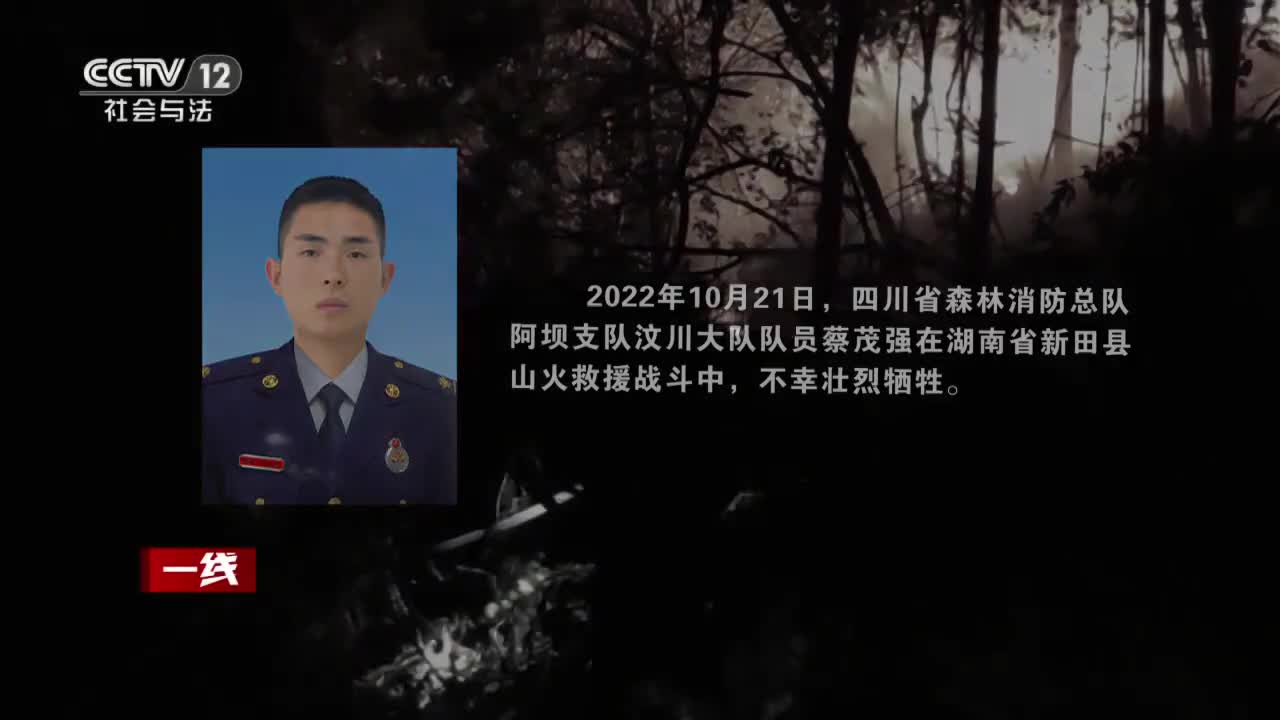 CCTV 12
社会与法
2022年10月21日，四川省森林消防总队
阿坝支队汶川大队队员蔡茂强在湖南省新田县
山火救援战斗中，不幸壮烈牺牲。
一线